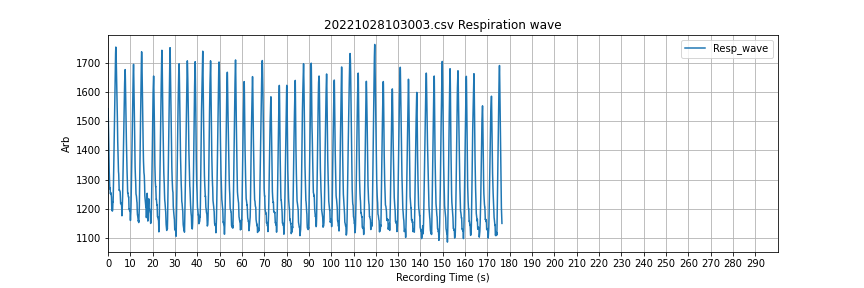 20221028103003.csv Respiration wave
Resp_wave
1700
1600
1500
1400
1300
1200
1100
Arb
0 10 20 30 40 50 60 70 80 90 100 110 120 130 140 150 160 170 180 190 200 210 220 230 240 250 260 270 280 290
Recording Time (s)